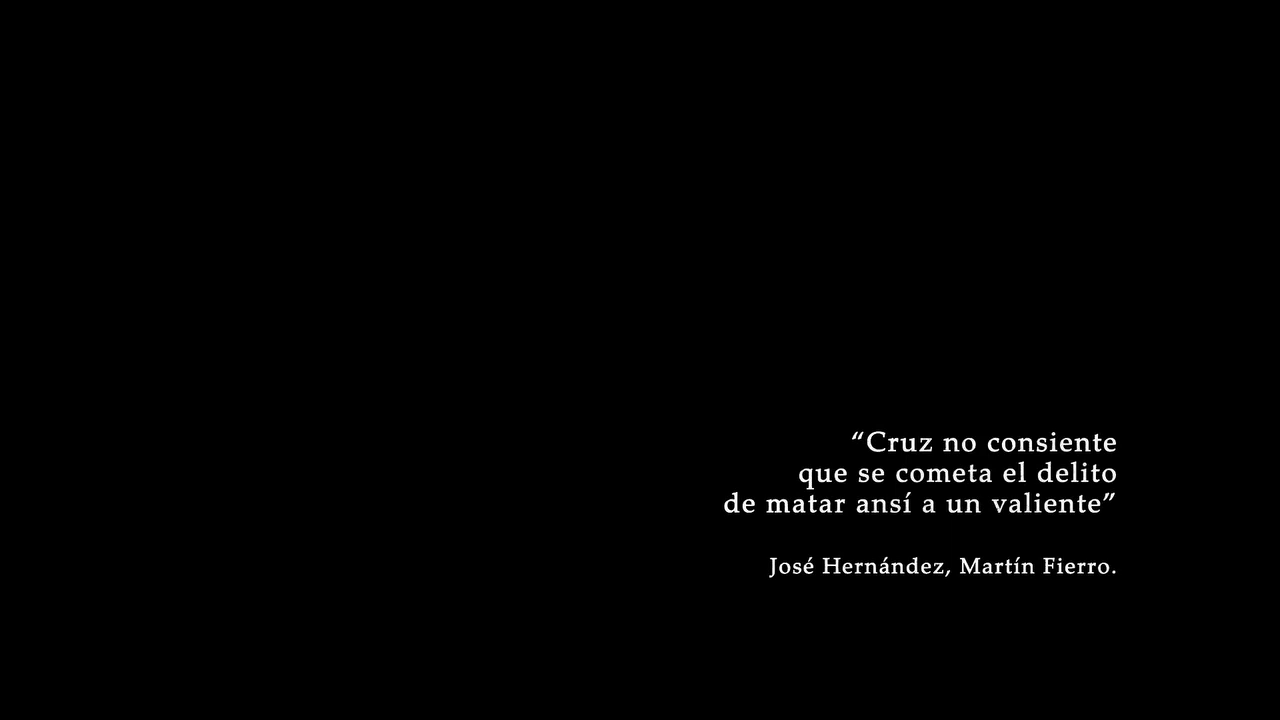 “Cruz no consiente
que se cometa el delito
de matar ansí a un valiente”
José Hernández, Martín Fierro.